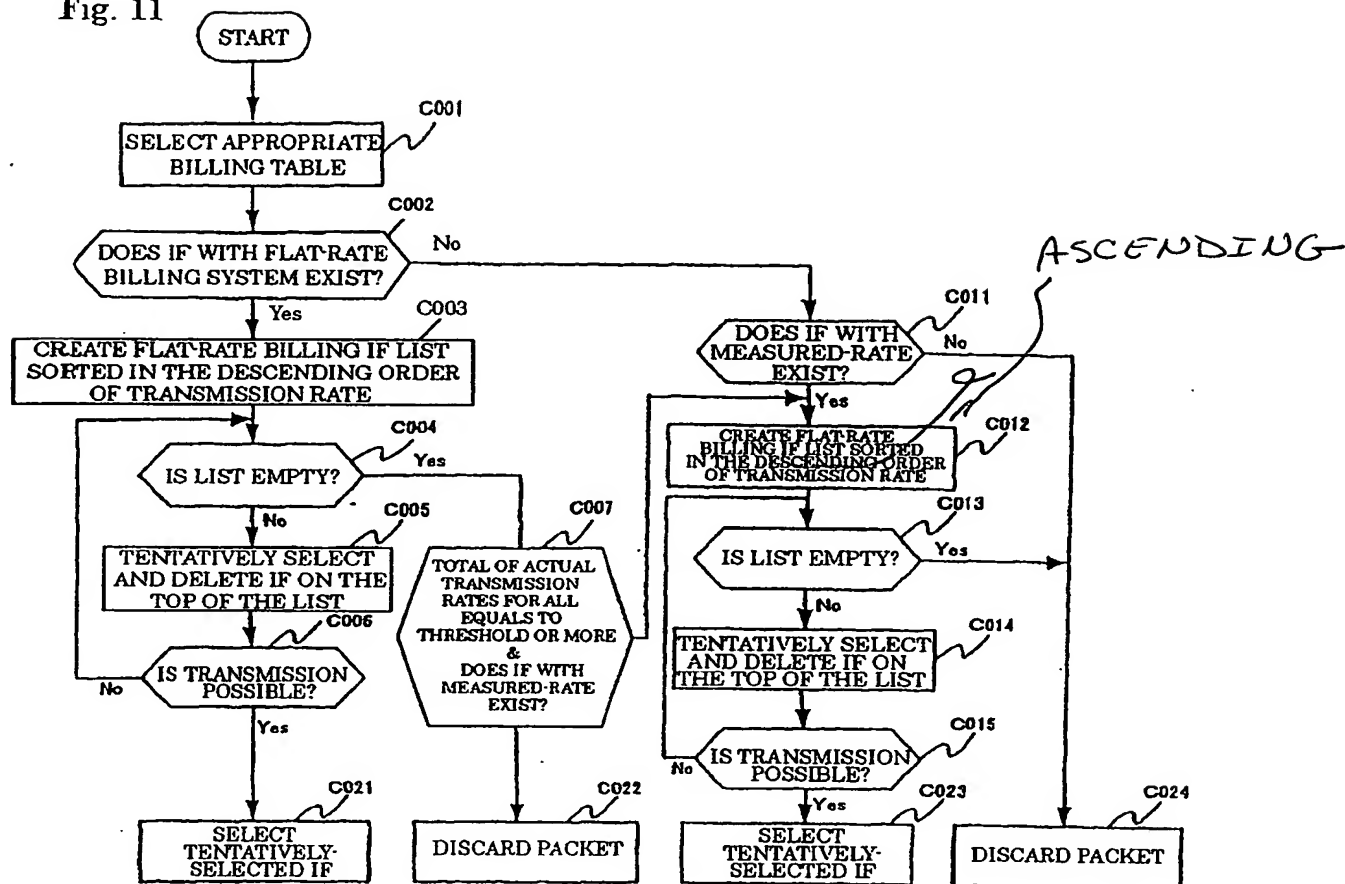 Fig. 11
START
C001
SELECT APPROPRIATE
BILLING TABLE
C002
DOES IF WITH FLAT-RATE
BILLING SYSTEM EXIST?
No
Yes
ASCENDING
C003
CREATE FLAT-RATE BILLING IF LIST
SORTED IN THE DESCENDING ORDER
OF TRANSMISSION RATE
C011
DOES IF WITH
MEASURED-RATE
EXIST?
No
Yes
C012
CREATE FLAT-RATE
BILLING IF LIST SORTED
IN THE DESCENDING ORDER
OF TRANSMISSION RATE
C004
IS LIST EMPTY?
Yes
No
C005
TENTATIVELY SELECT
AND DELETE IF ON THE
TOP OF THE LIST
C006
IS TRANSMISSION
POSSIBLE?
No
Yes
C007
TOTAL OF ACTUAL
TRANSMISSION
RATES FOR ALL
EQUALS TO
THRESHOLD OR MORE
&
DOES IF WITH
MEASURED-RATE
EXIST?
C013
IS LIST EMPTY?
Yes
No
C014
TENTATIVELY SELECT
AND DELETE IF ON
THE TOP OF THE LIST
C015
IS TRANSMISSION
POSSIBLE?
No
Yes
C021
SELECT
TENTATIVELY-
SELECTED IF
C022
DISCARD PACKET
C023
SELECT
TENTATIVELY-
SELECTED IF
C024
DISCARD PACKET